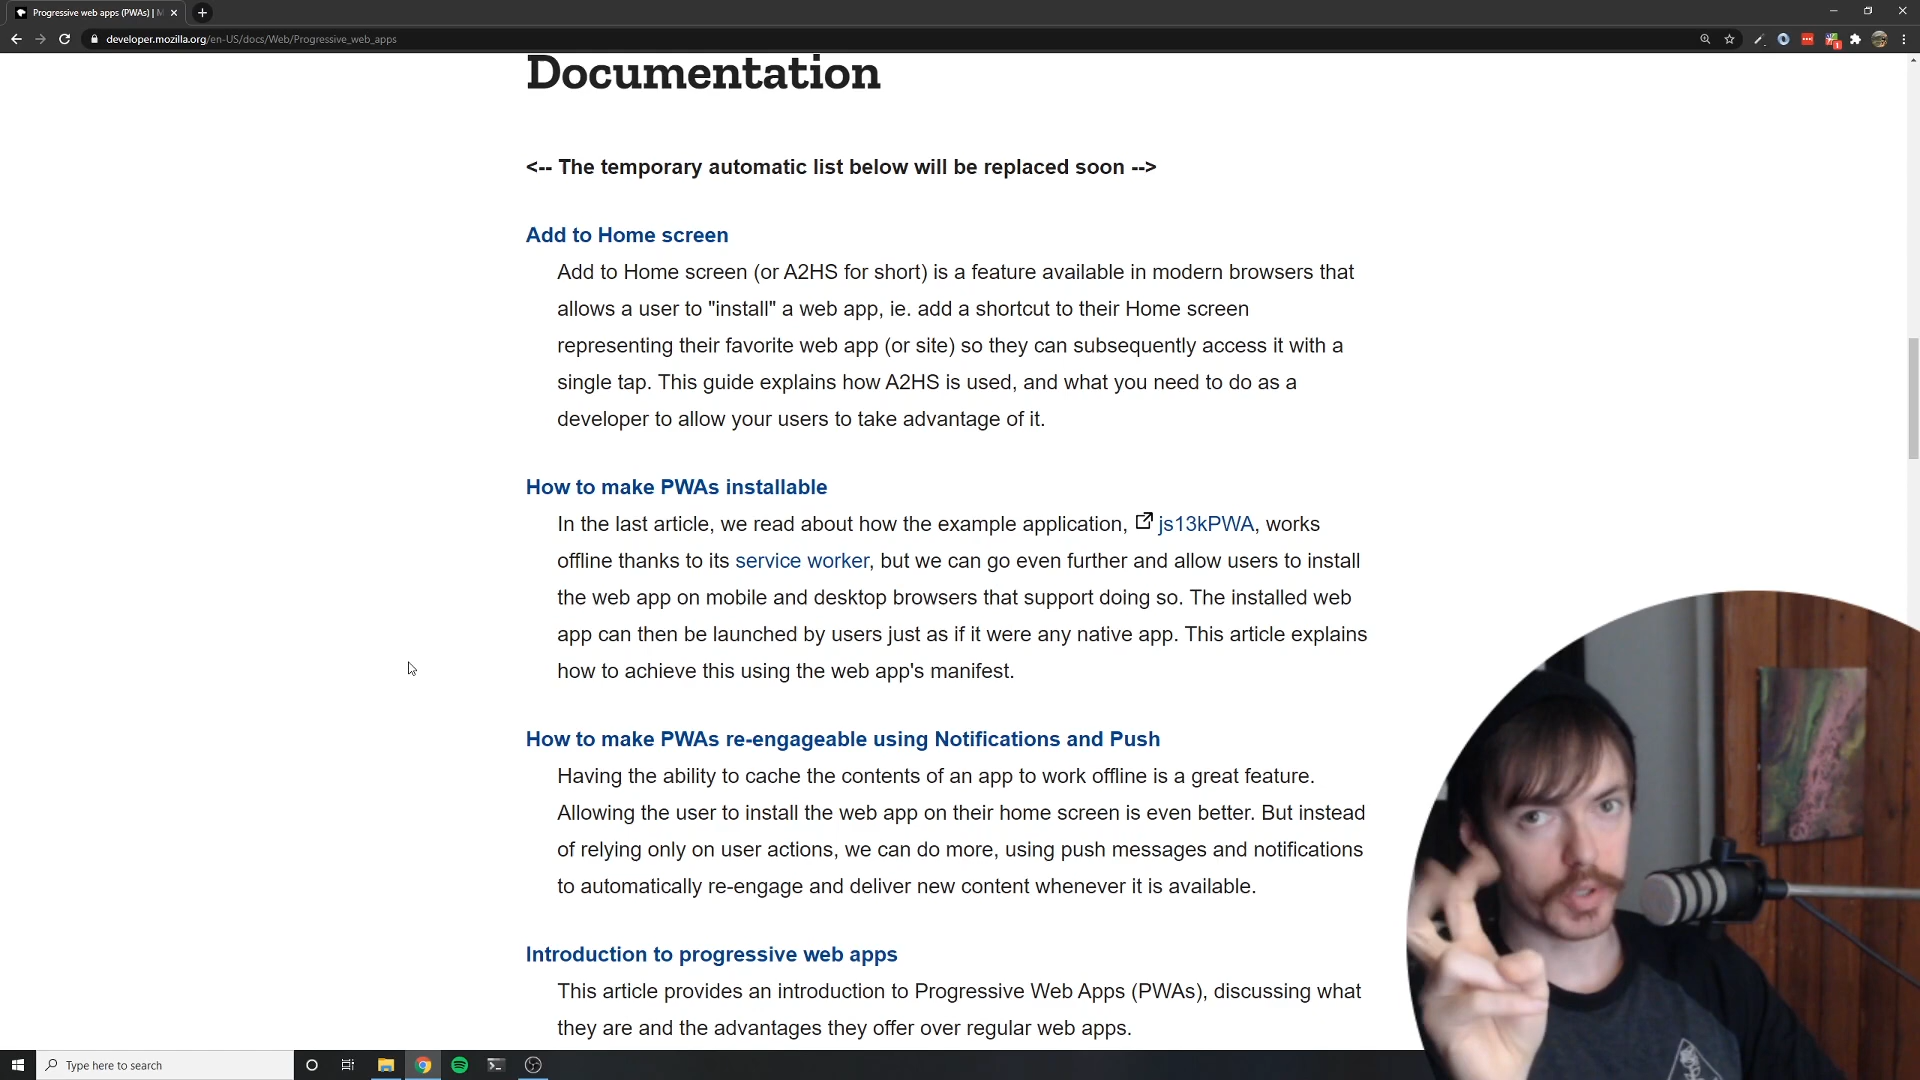 Progressive web apps (PWAs) | M
developer.mozilla.org/en-US/docs/Web/Progressive_web_apps
1
Documentation
<-- The temporary automatic list below will be replaced soon -->
Add to Home screen
Add to Home screen (or A2HS for short) is a feature available in modern browsers that
allows a user to "install" a web app, ie. add a shortcut to their Home screen
representing their favorite web app (or site) so they can subsequently access it with a
single tap. This guide explains how A2HS is used, and what you need to do as a
developer to allow your users to take advantage of it.
How to make PWAs installable
In the last article, we read about how the example application, js13kPWA, works
offline thanks to its service worker, but we can go even further and allow users to install
the web app on mobile and desktop browsers that support doing so. The installed web
app can then be launched by users just as if it were any native app. This article explains
how to achieve this using the web app's manifest.
How to make PWAs re-engageable using Notifications and Push
Having the ability to cache the contents of an app to work offline is a great feature.
Allowing the user to install the web app on their home screen is even better. But instead
of relying only on user actions, we can do more, using push messages and notifications
to automatically re-engage and deliver new content whenever it is available.
Introduction to progressive web apps
This article provides an introduction to Progressive Web Apps (PWAs), discussing what
they are and the advantages they offer over regular web apps.
Type here to search